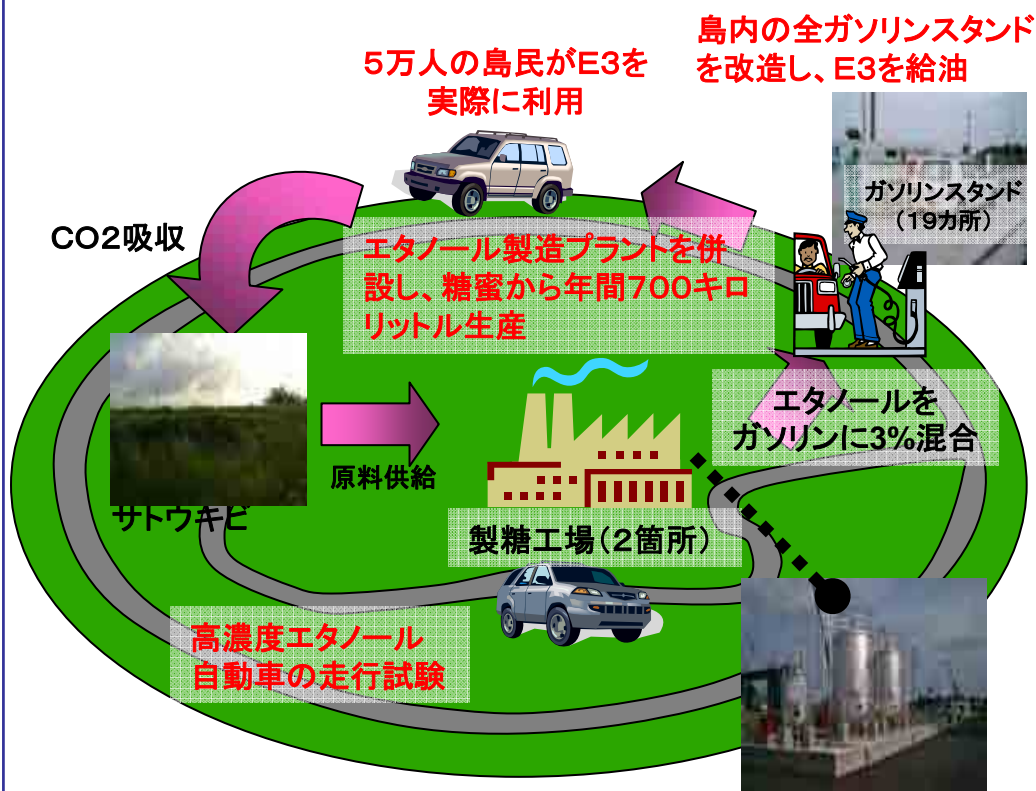 島内の全ガソリンスタンド
を改造し、E3を給油
5万人の島民がE3を
実際に利用
ガソリンスタンド
（19カ所）
CO2吸収
エタノール製造プラントを併
設し、糖蜜から年間700キロ
リットル生産
エタノールを
ガソリンに3%混合
原料供給
サトウキビ
製糖工場（2箇所）
高濃度エタノール
自動車の走行試験